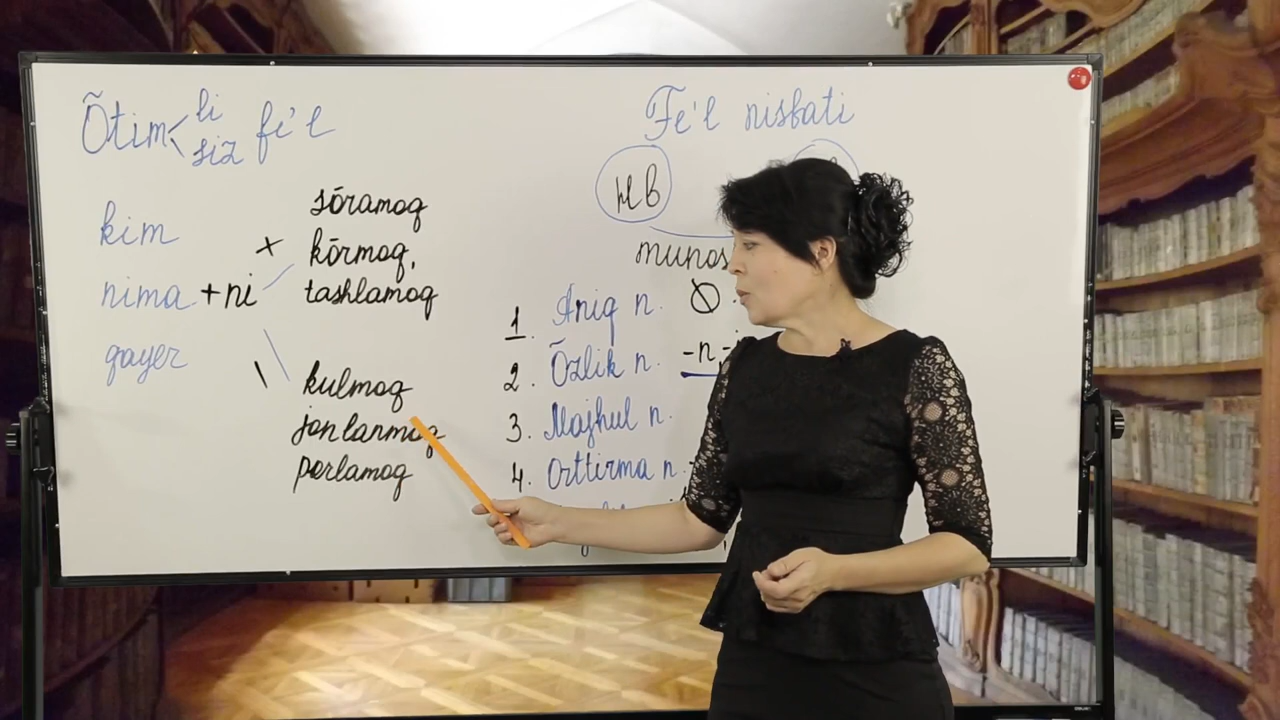 Õtim li siz fe'l
kim
nima +ni
qayer
sõramoq
kõrmoq,
tashlamoq
kulmoq
jonlanmoq
porlamoq
Fe'l nisbati
1. Aniq n.
2. Õzlik n. -n,
3. Majhul n.
4. Orttirma n.